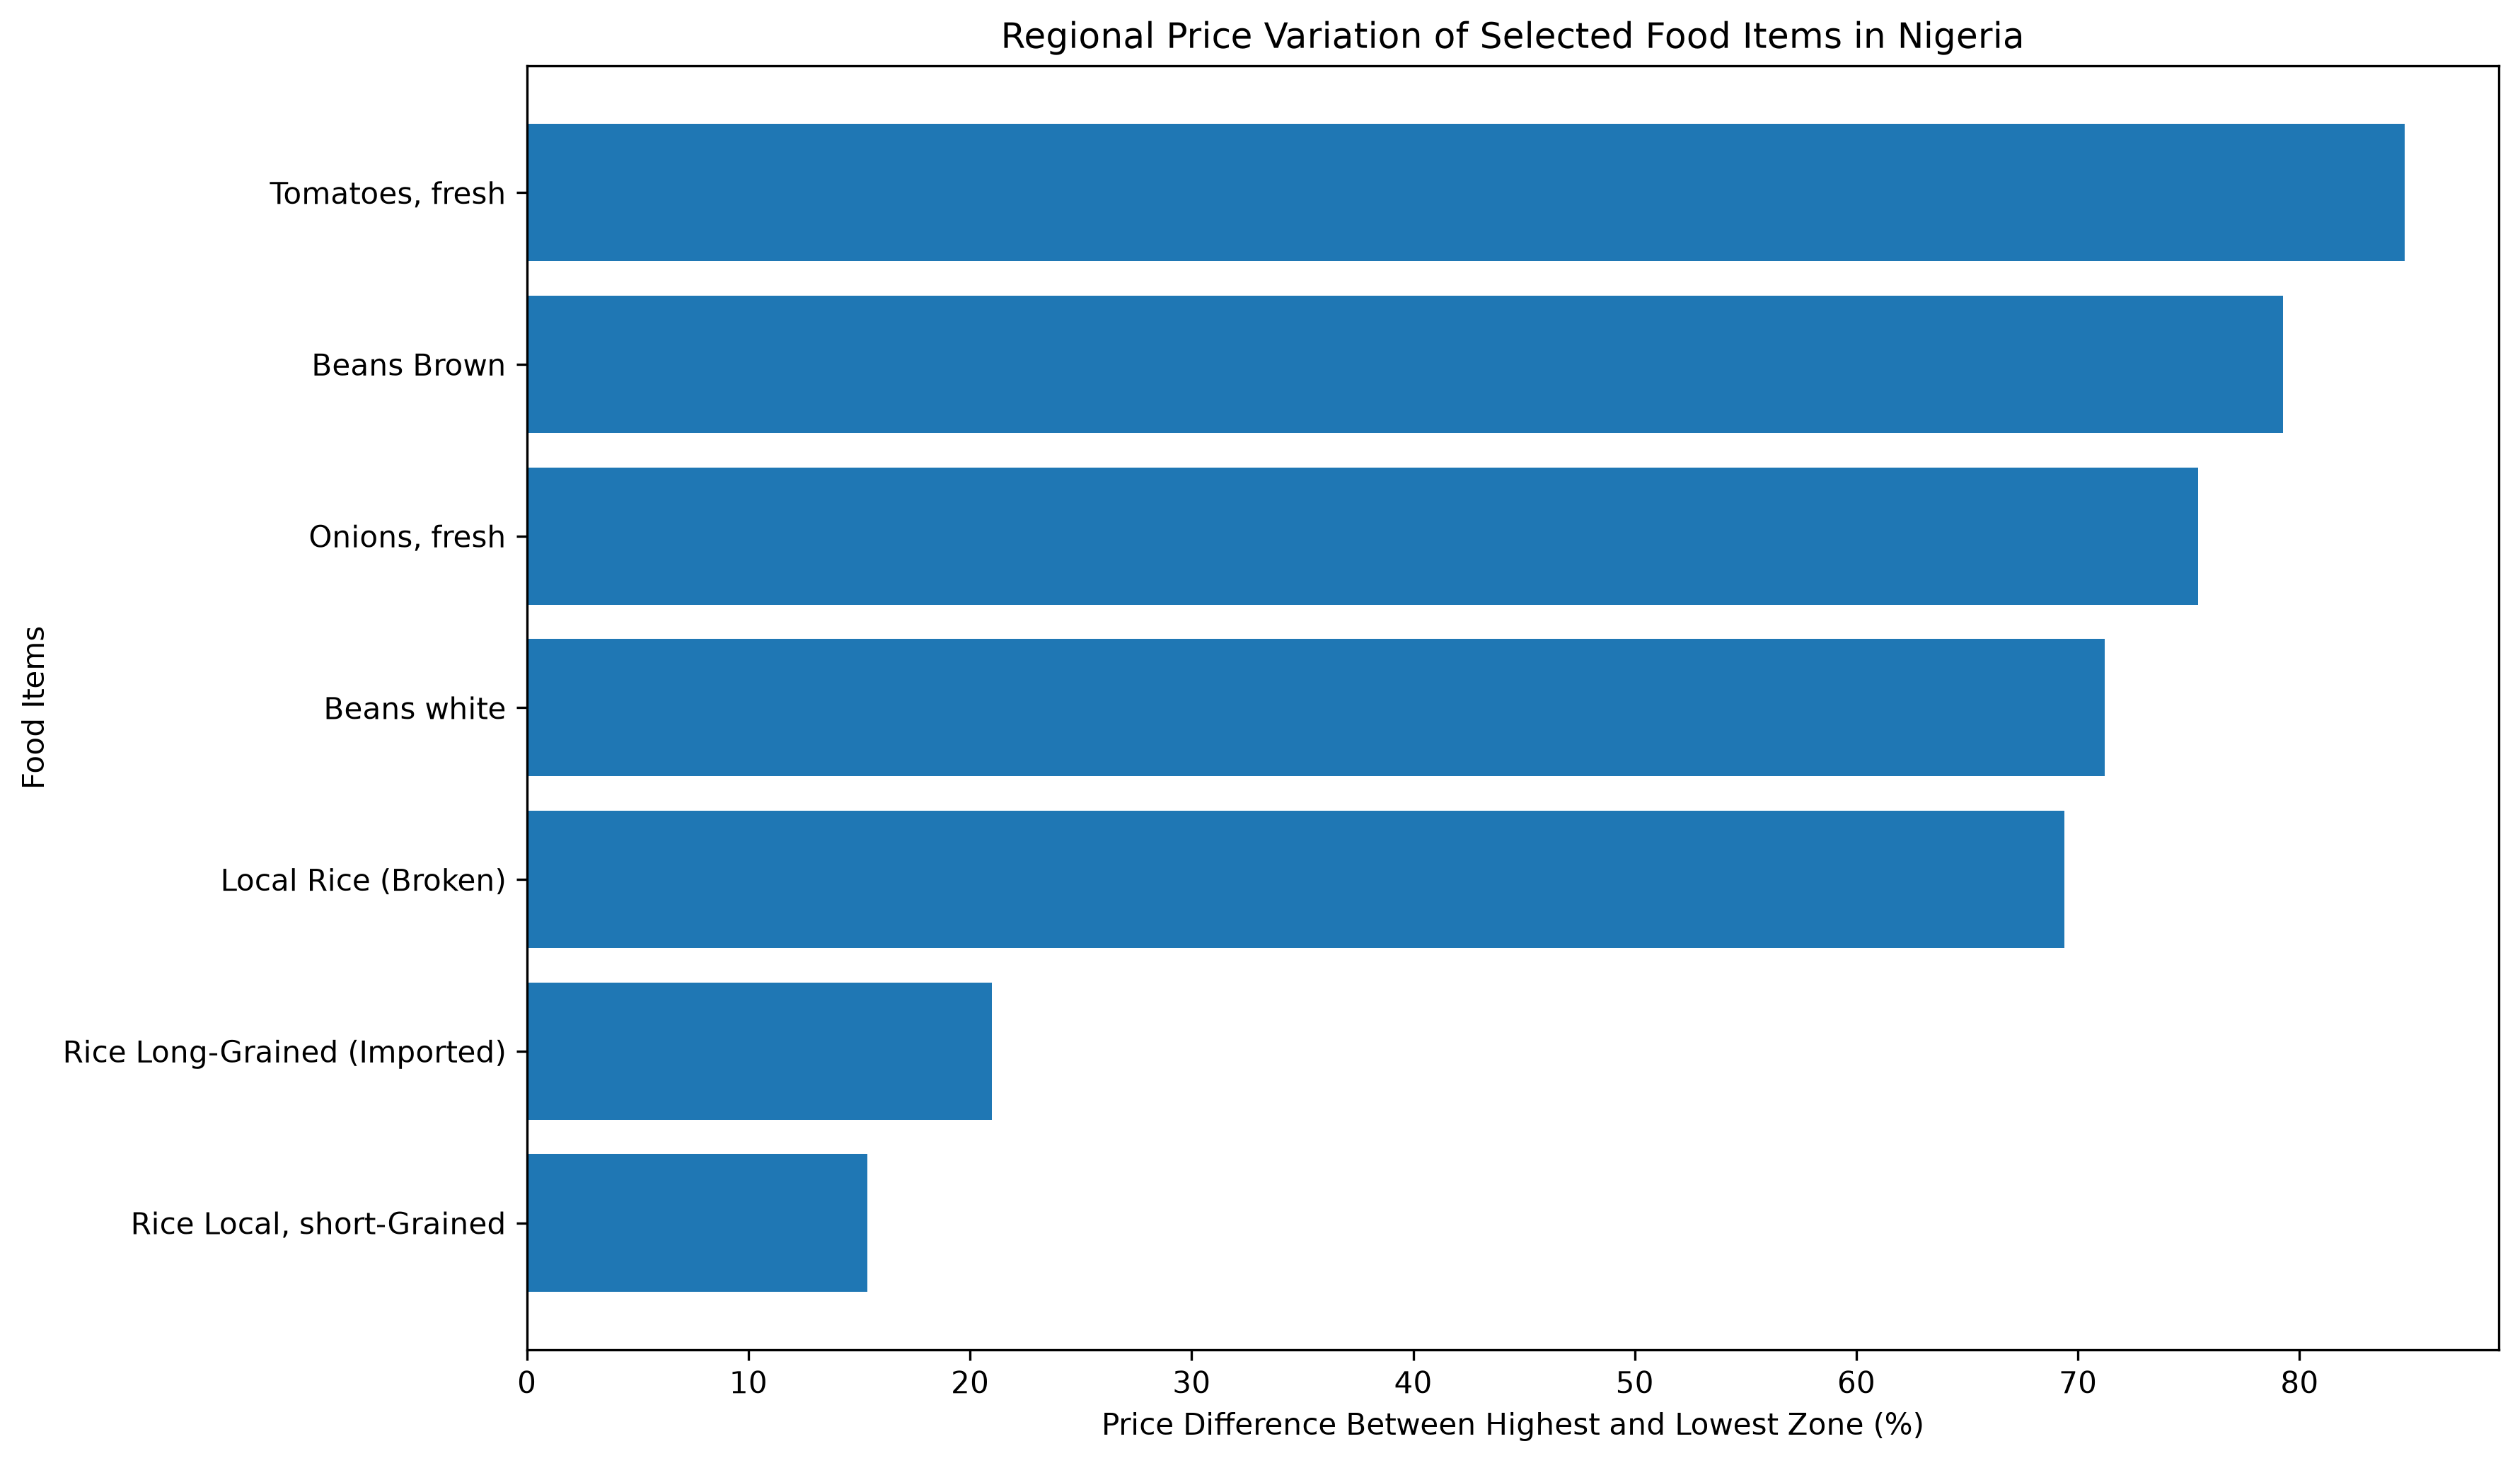 Regional Price Variation of Selected Food Items in Nigeria
Food Items
Tomatoes, fresh
Beans Brown
Onions, fresh
Beans white
Local Rice (Broken)
Rice Long-Grained (Imported)
Rice Local, short-Grained
0 10 20 30 40 50 60 70 80
Price Difference Between Highest and Lowest Zone (%)